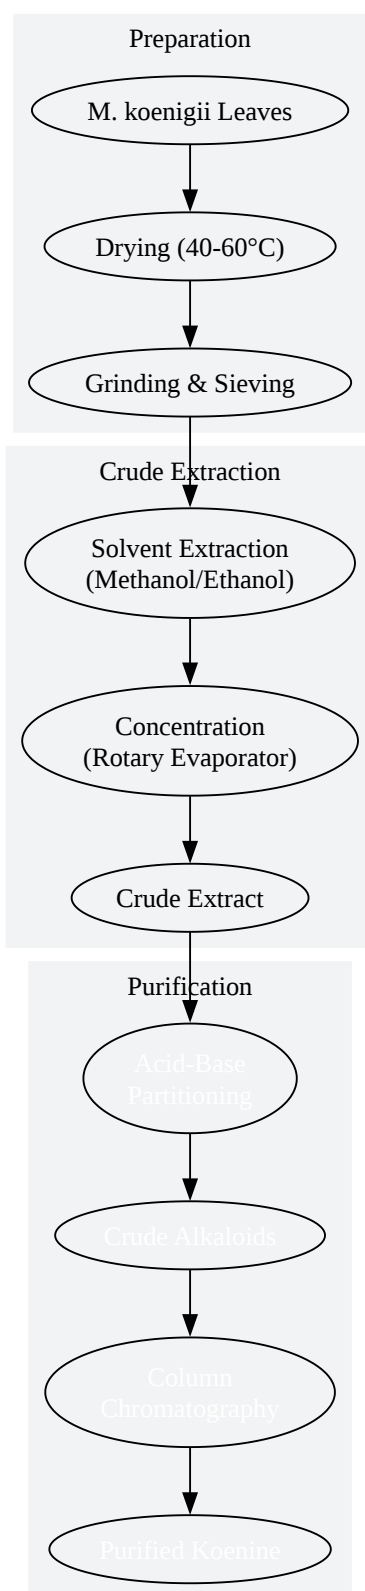 Preparation
M. koenigii Leaves
Drying (40-60°C)
Grinding & Sieving
Crude Extraction
Solvent Extraction
(Methanol/Ethanol)
Concentration
(Rotary Evaporator)
Crude Extract
Purification
Acid-Base
Partitioning
Crude Alkaloids
Column
Chromatography
Purified Koenine